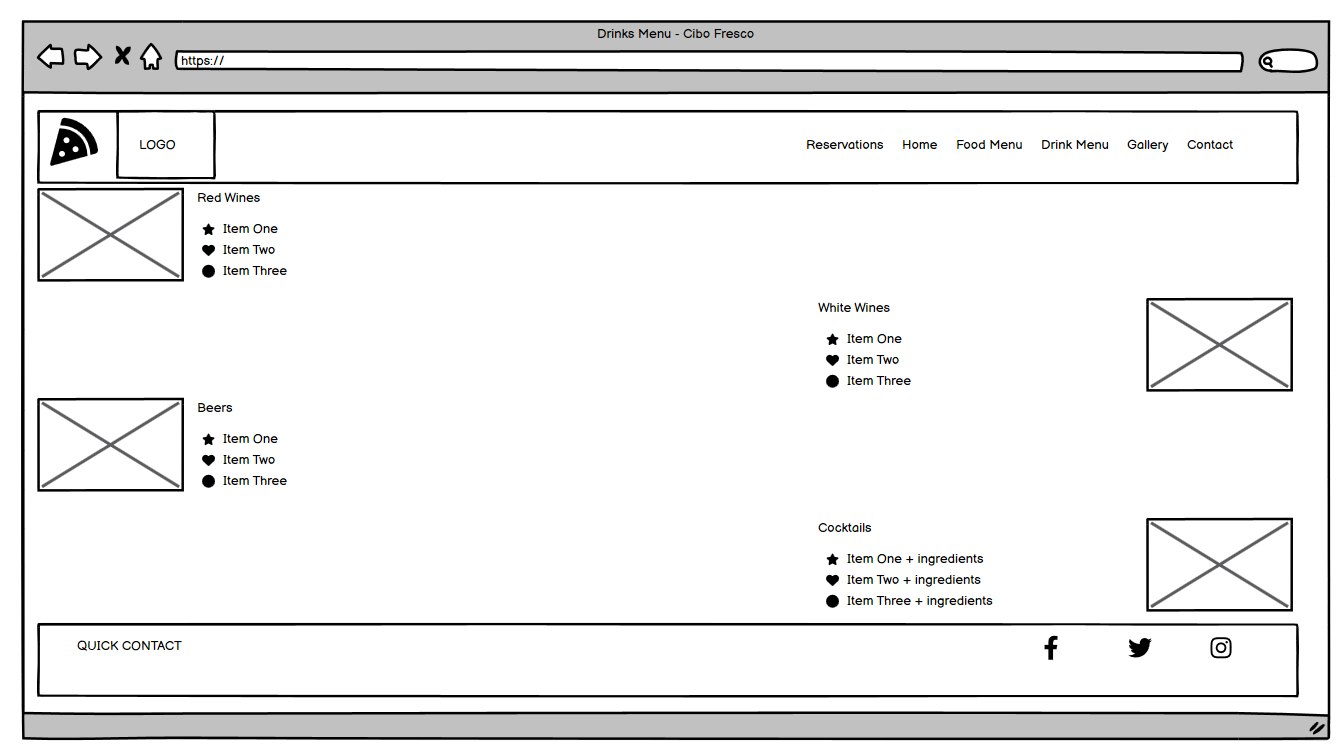 Drinks Menu - Cibo Fresco
https://
LOGO
Reservations Home Food Menu Drink Menu Gallery Contact
Red Wines
Item One
Item Two
Item Three
White Wines
Item One
Item Two
Item Three
Beers
Item One
Item Two
Item Three
Cocktails
Item One + ingredients
Item Two + ingredients
Item Three + ingredients
QUICK CONTACT